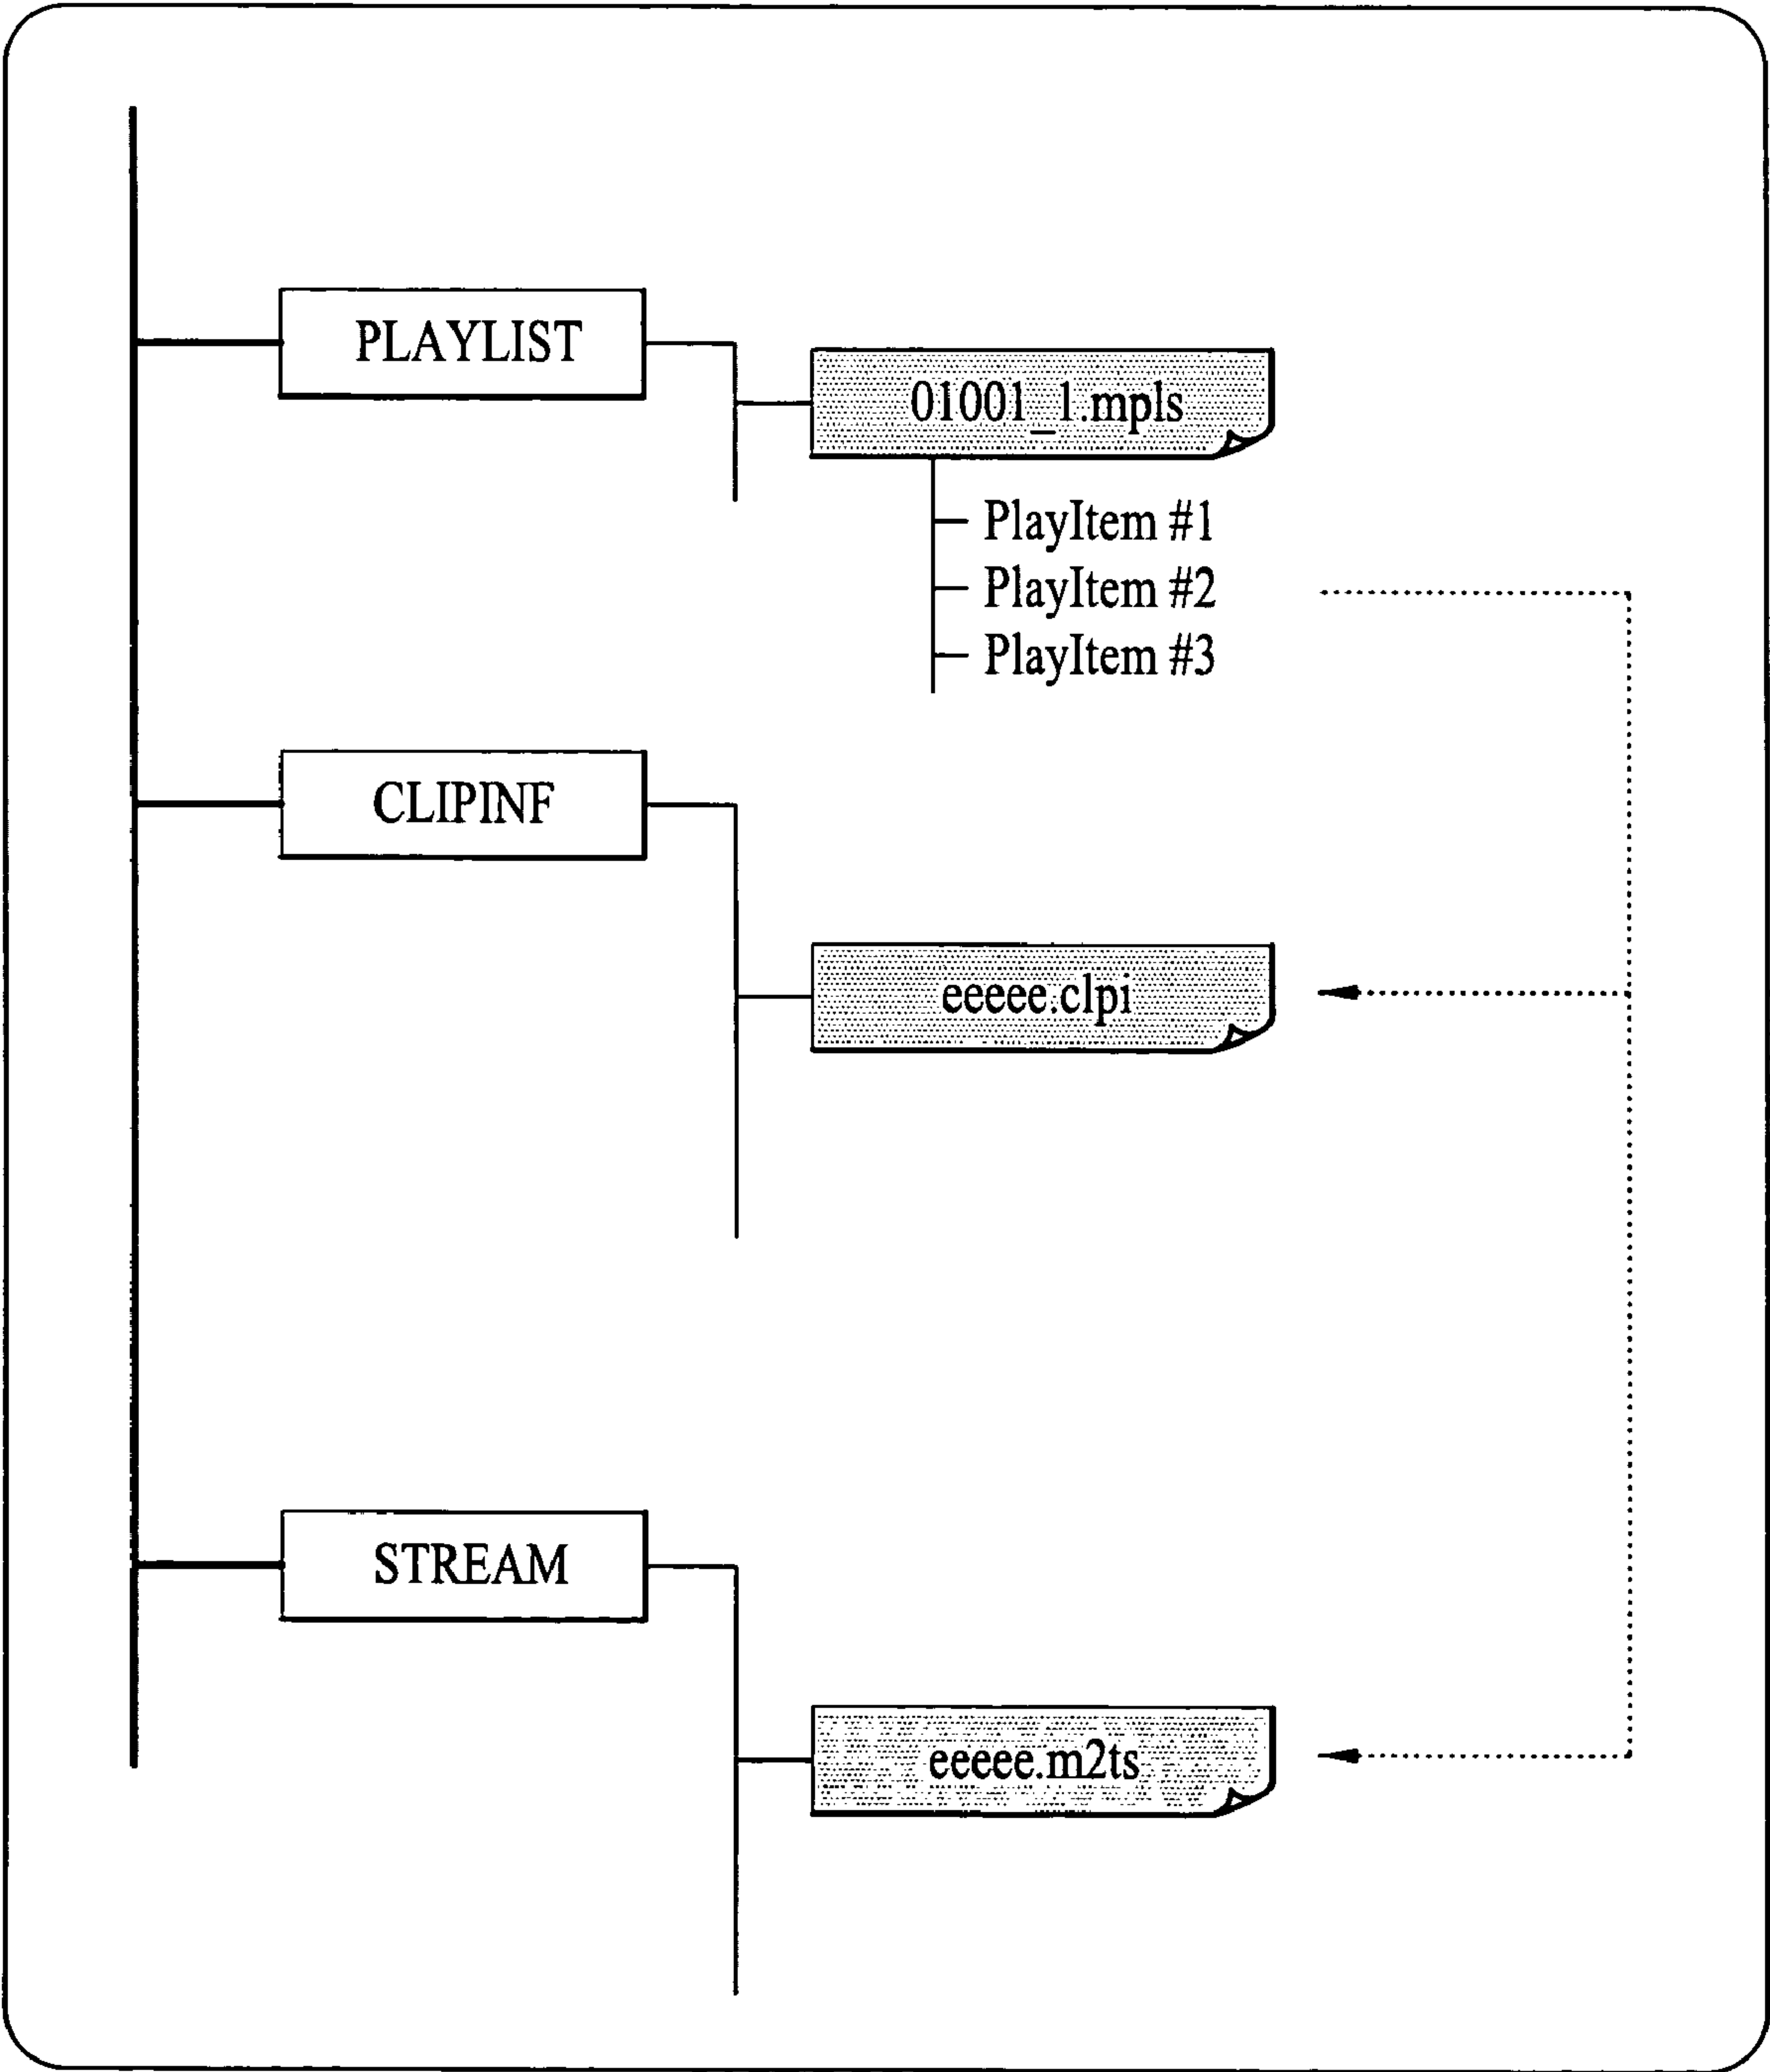 PLAYLIST
01001_1.mpls
PlayItem #1
PlayItem #2
PlayItem #3
CLIPINF
eeeee.clpi
STREAM
eeeee.m2ts